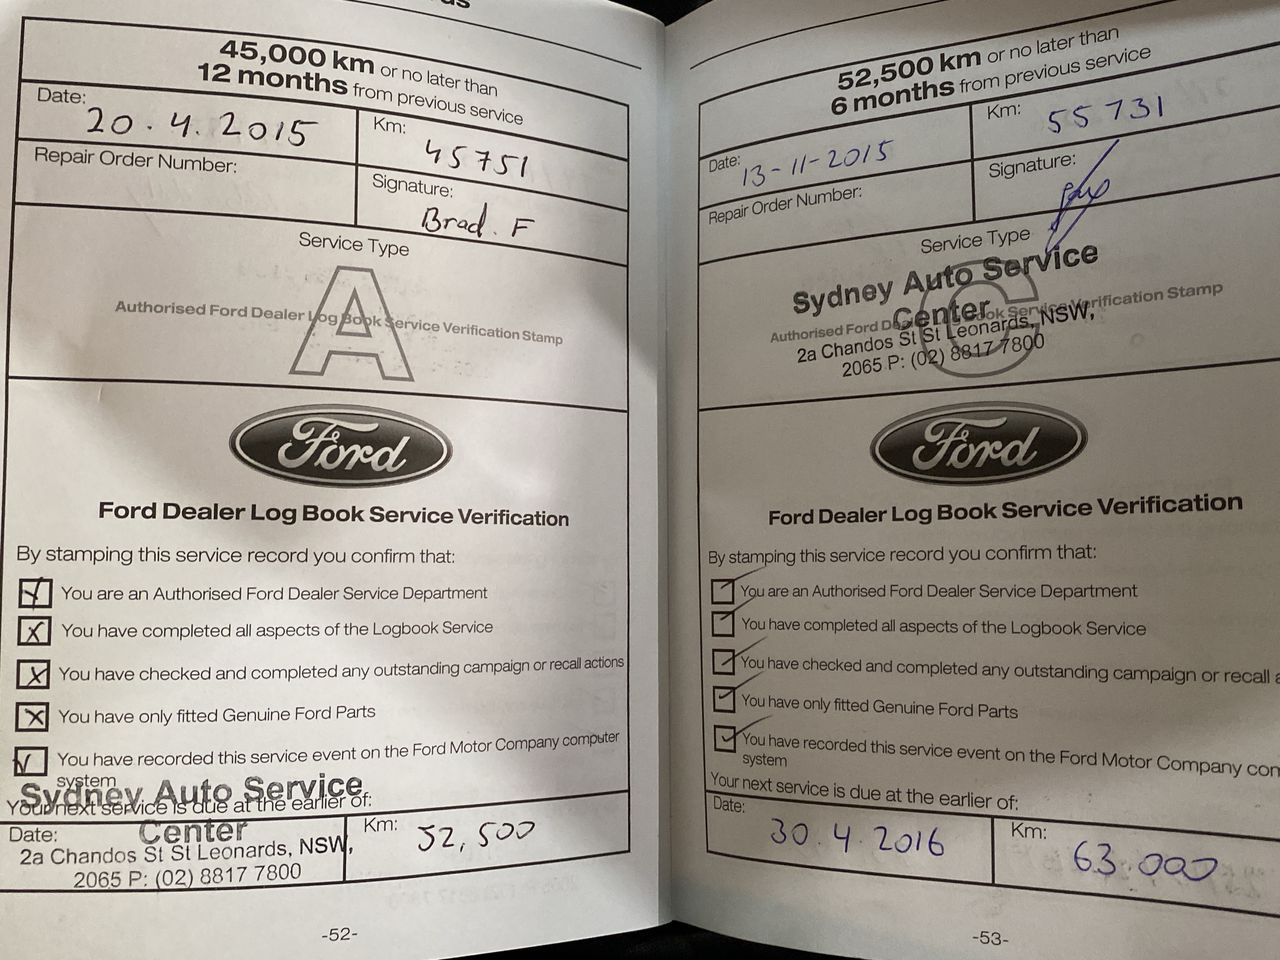 45,000 km or no later than
12 months from previous service
Date:
20.4.2015
Km:
45751
Repair Order Number:
Signature:
Brad. F
Service Type
A
Authorised Ford Dealer Log Book Service Verification Stamp
Ford
Ford Dealer Log Book Service Verification
By stamping this service record you confirm that:
You are an Authorised Ford Dealer Service Department
You have completed all aspects of the Logbook Service
You have checked and completed any outstanding campaign or recall actions
You have only fitted Genuine Ford Parts
You have recorded this service event on the Ford Motor Company computer
system
Sydney Auto Service
Your next service is due at the earlier of:
Center
Date:
2a Chandos St St Leonards, NSW,
2065 P: (02) 8817 7800
Km:
52,500
-52-
52,500 km or no later than
6 months from previous service
Date:
13-11-2015
Km:
55731
Repair Order Number:
Signature:
Service Type
C
Sydney Auto Service
Center
Authorised Ford Dealer Log Book Service Verification Stamp
2a Chandos St St Leonards, NSW,
2065 P: (02) 8817 7800
Ford
Ford Dealer Log Book Service Verification
By stamping this service record you confirm that:
You are an Authorised Ford Dealer Service Department
You have completed all aspects of the Logbook Service
You have checked and completed any outstanding campaign or recall a
You have only fitted Genuine Ford Parts
You have recorded this service event on the Ford Motor Company com
system
Your next service is due at the earlier of:
Date:
30.4.2016
Km:
63.000
-53-